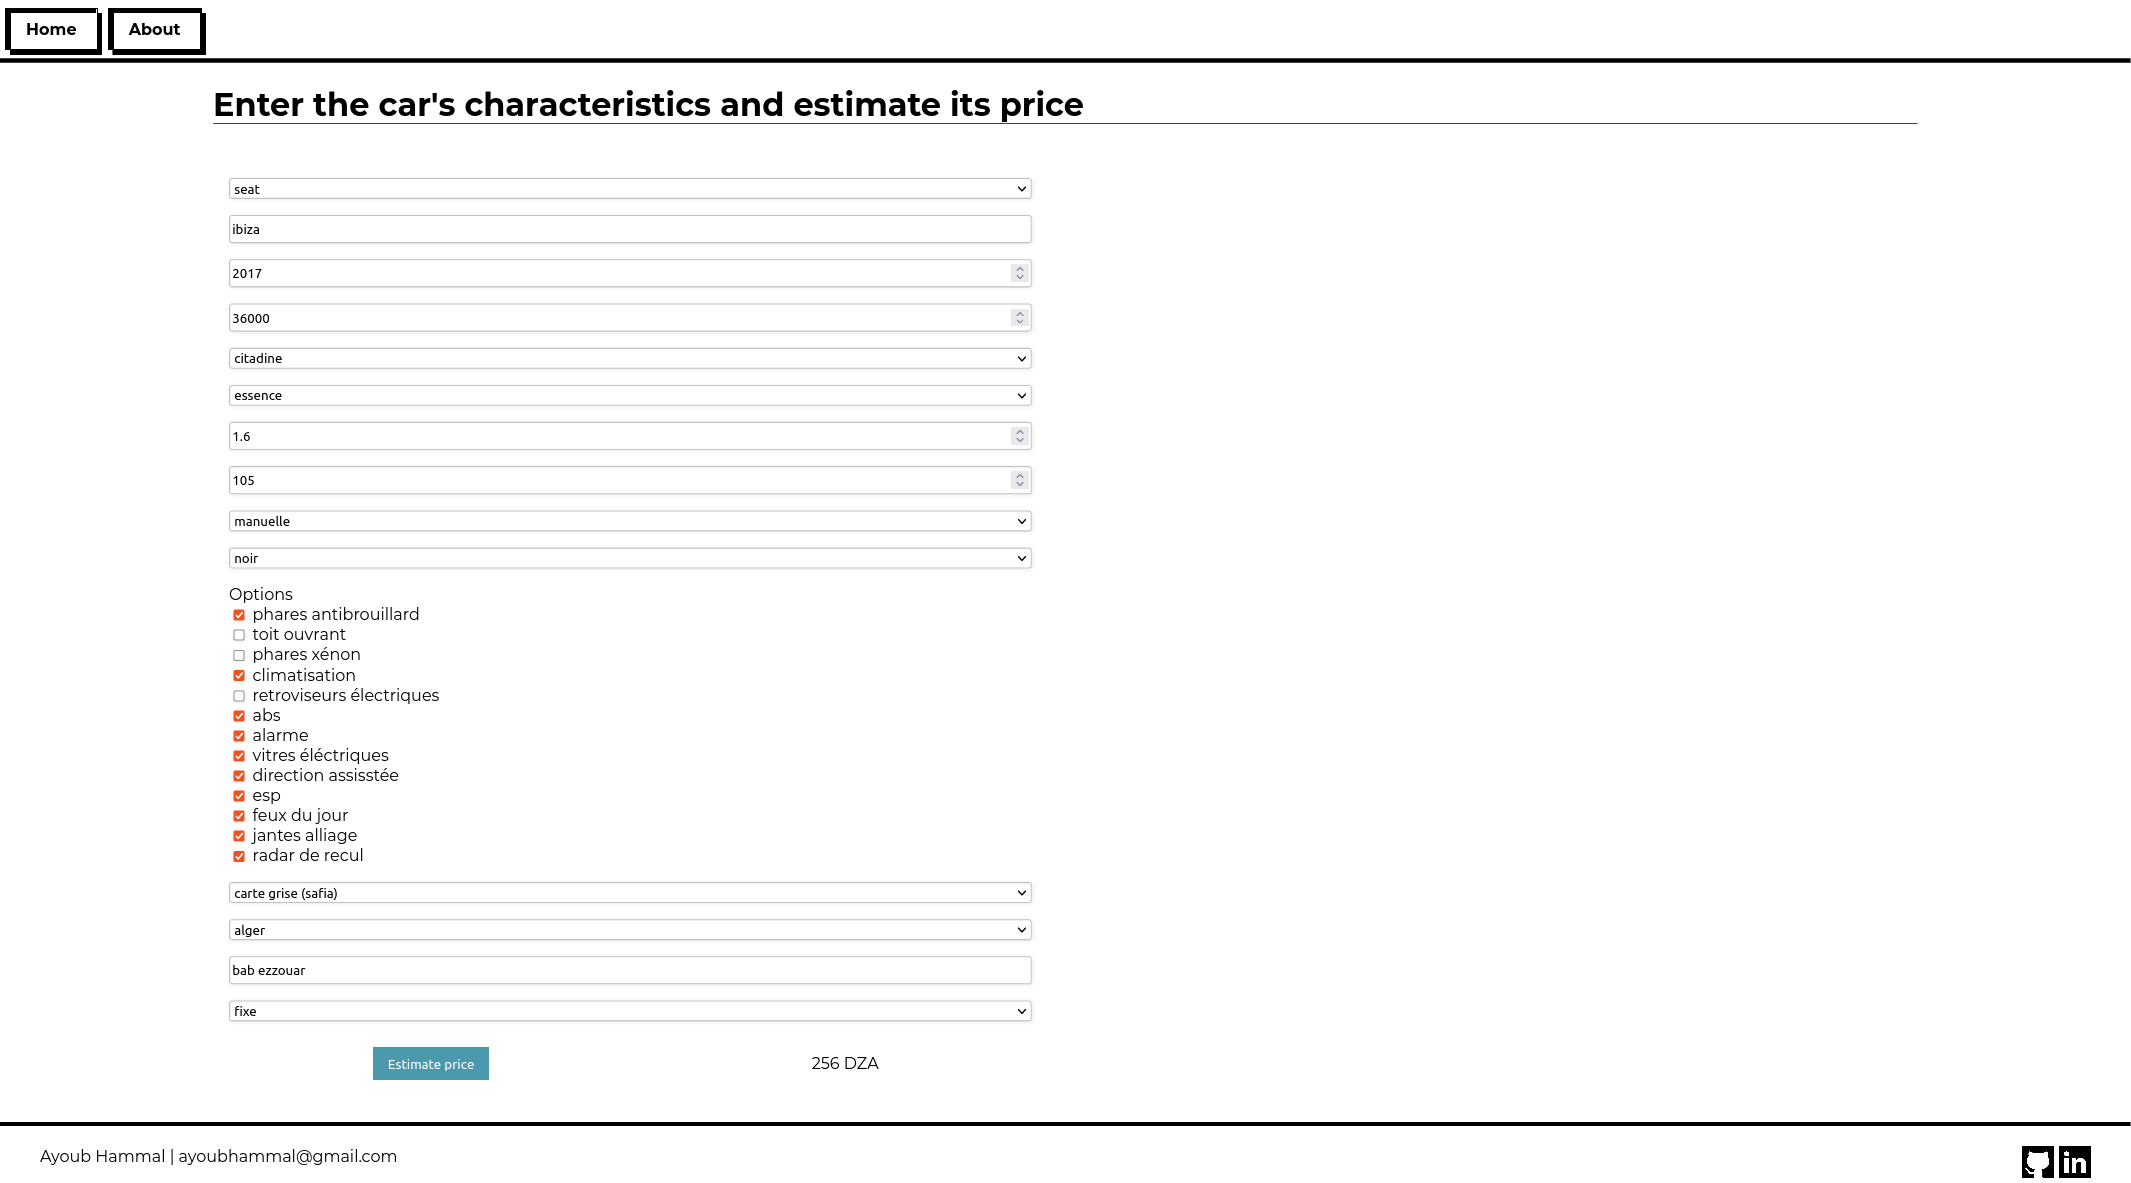 Home About
Enter the car's characteristics and estimate its price
seat
ibiza
2017
36000
citadine
essence
1.6
105
manuelle
noir
Options
phares antibrouillard
toit ouvrant
phares xénon
climatisation
retroviseurs électriques
abs
alarme
vitres éléctriques
direction assisstée
esp
feux du jour
jantes alliage
radar de recul
carte grise (safia)
alger
bab ezzouar
fixe
Estimate price 256 DZA
Ayoub Hammal | ayoubhammal@gmail.com in